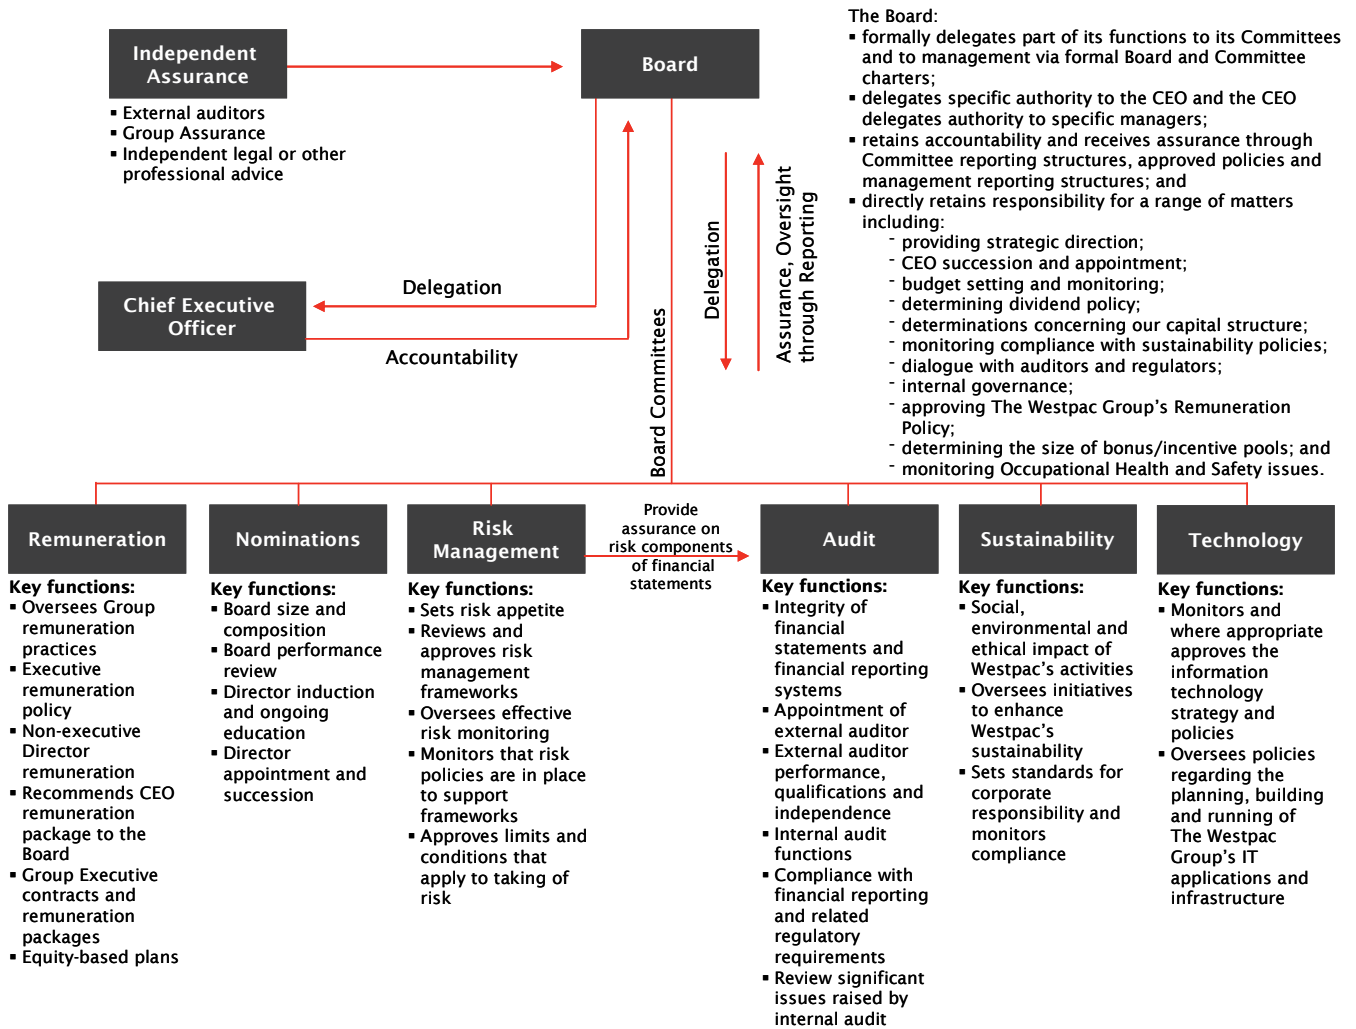 Independent
Assurance
▪ External auditors
▪ Group Assurance
▪ Independent legal or other
professional advice
Board
The Board:
▪ formally delegates part of its functions to its Committees
and to management via formal Board and Committee
charters;
▪ delegates specific authority to the CEO and the CEO
delegates authority to specific managers;
▪ retains accountability and receives assurance through
Committee reporting structures, approved policies and
management reporting structures; and
▪ directly retains responsibility for a range of matters
including:
- providing strategic direction;
- CEO succession and appointment;
- budget setting and monitoring;
- determining dividend policy;
- determinations concerning our capital structure;
- monitoring compliance with sustainability policies;
- dialogue with auditors and regulators;
- internal governance;
- approving The Westpac Group's Remuneration
Policy;
- determining the size of bonus/incentive pools; and
- monitoring Occupational Health and Safety issues.
Chief Executive
Officer
Delegation
Accountability
Board Committees
Delegation
Assurance, Oversight
through Reporting
Remuneration
Key functions:
▪ Oversees Group
remuneration
practices
▪ Executive
remuneration
policy
▪ Non-executive
Director
remuneration
▪ Recommends CEO
remuneration
package to the
Board
▪ Group Executive
contracts and
remuneration
packages
▪ Equity-based plans
Nominations
Key functions:
▪ Board size and
composition
▪ Board performance
review
▪ Director induction
and ongoing
education
▪ Director
appointment and
succession
Risk
Management
Key functions:
▪ Sets risk appetite
▪ Reviews and
approves risk
management
frameworks
▪ Oversees effective
risk monitoring
▪ Monitors that risk
policies are in place
to support
frameworks
▪ Approves limits and
conditions that
apply to taking of
risk
Provide
assurance on
risk components
of financial
statements
Audit
Key functions:
▪ Integrity of
financial
statements and
financial reporting
systems
▪ Appointment of
external auditor
▪ External auditor
performance,
qualifications and
independence
▪ Internal audit
functions
▪ Compliance with
financial reporting
and related
regulatory
requirements
▪ Review significant
issues raised by
internal audit
Sustainability
Key functions:
▪ Social,
environmental and
ethical impact of
Westpac's activities
▪ Oversees initiatives
to enhance
Westpac's
sustainability
▪ Sets standards for
corporate
responsibility and
monitors
compliance
Technology
Key functions:
▪ Monitors and
where appropriate
approves the
information
technology
strategy and
policies
▪ Oversees policies
regarding the
planning, building
and running of
The Westpac
Group's IT
applications and
infrastructure